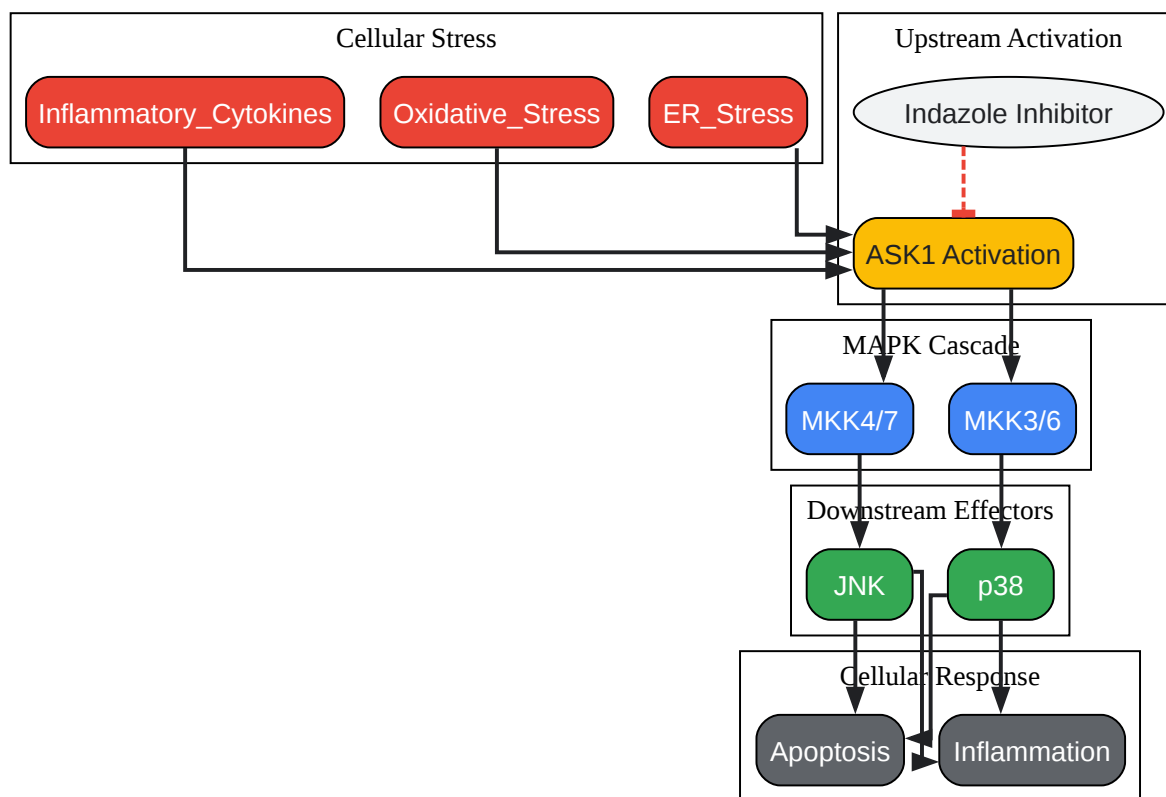 Cellular Stress
Upstream Activation
Inflammatory_Cytokines
Oxidative_Stress
ER_Stress
Indazole Inhibitor
ASK1 Activation
MAPK Cascade
MKK4/7
MKK3/6
Downstream Effectors
JNK
p38
Cellular Response
Apoptosis
Inflammation